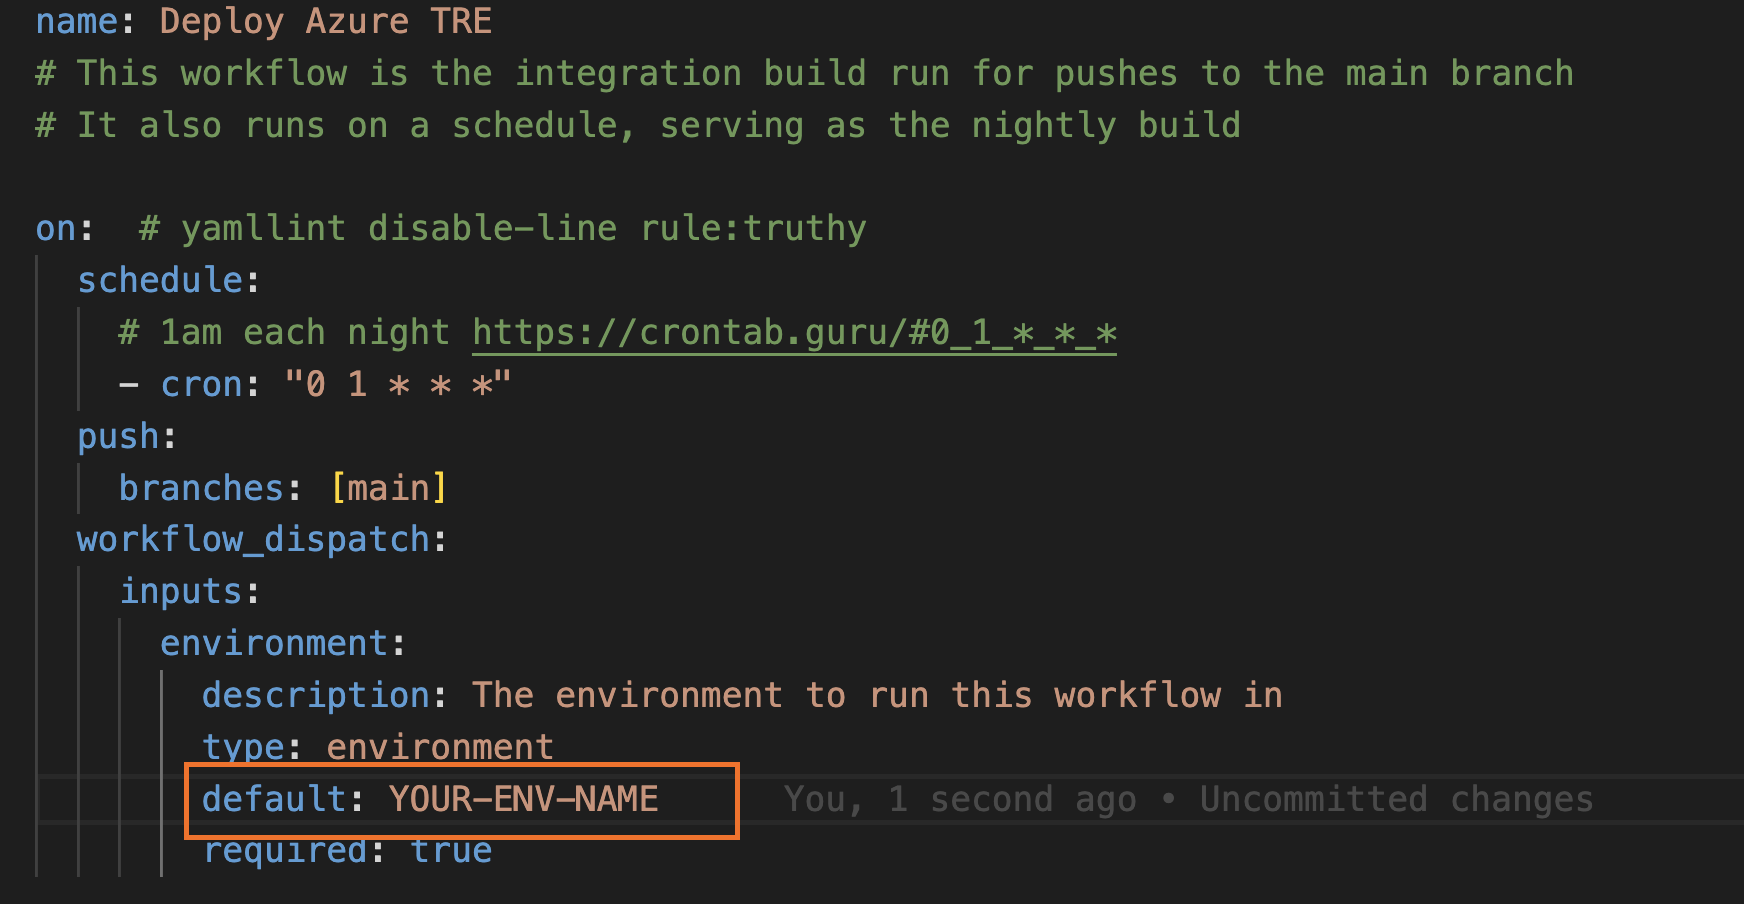 name: Deploy Azure TRE
# This workflow is the integration build run for pushes to the main branch
# It also runs on a schedule, serving as the nightly build
on:  # yamllint disable-line rule:truthy
schedule:
# 1am each night https://crontab.guru/#0_1_*_*_*
- cron: "0 1 * * *"
push:
branches: [main]
workflow_dispatch:
inputs:
environment:
description: The environment to run this workflow in
type: environment
default: YOUR-ENV-NAME You, 1 second ago • Uncommitted changes
required: true